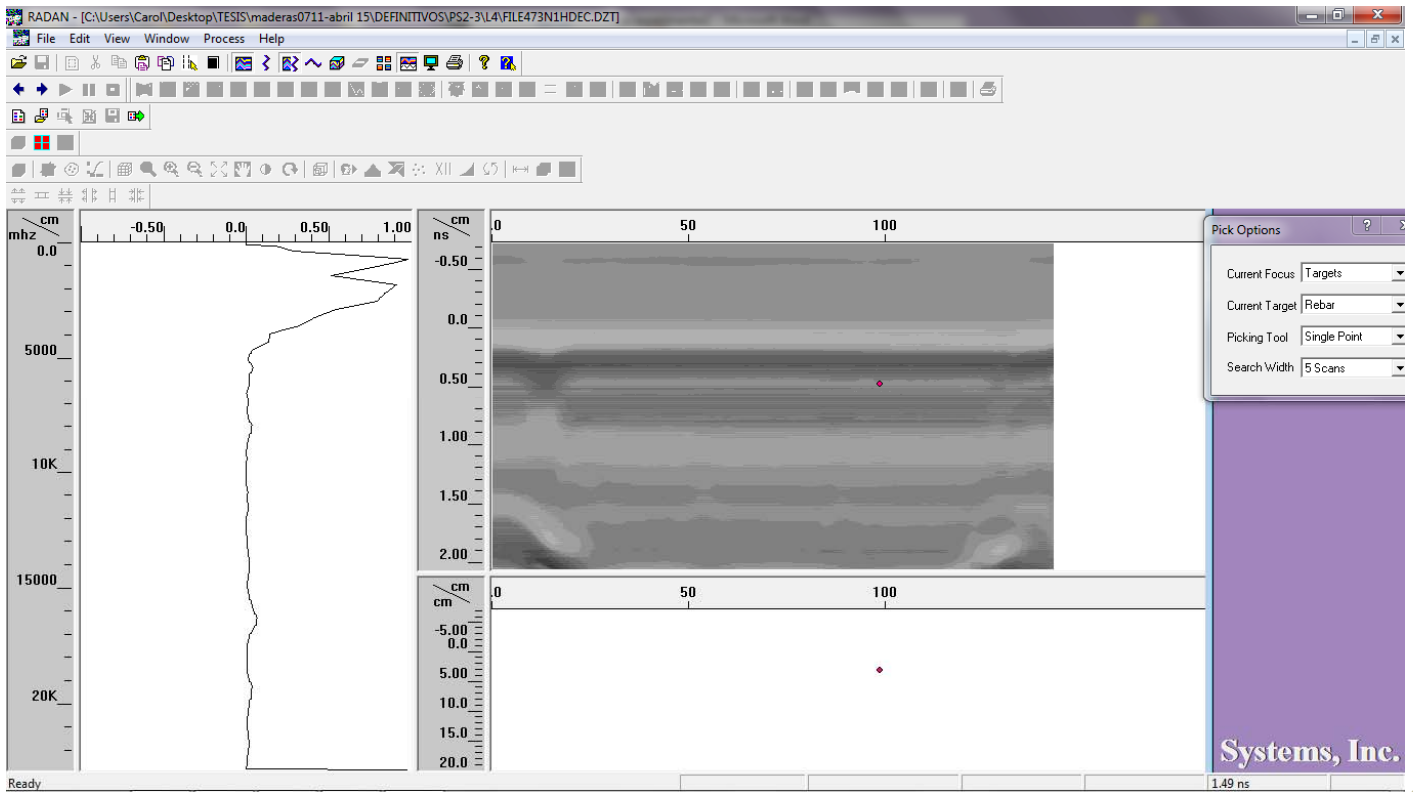 RADAN - [C:\Users\Carol\Desktop\TESIS\maderas0711-abril 15\DEFINITIVOS\PS2-3\L4\FILE473N1HDEC.DZT]
File Edit View Window Process Help
XII
cm
mhz
-0.50 0.0 0.50 1.00
0.0
5000
10K
15000
20K
cm
ns
.0 50 100
-0.50
0.0
0.50
1.00
1.50
2.00
cm
cm
.0 50 100
-5.00
0.0
5.00
10.0
15.0
20.0
Pick Options
Current Focus Targets
Current Target Rebar
Picking Tool Single Point
Search Width 5 Scans
Systems, Inc.
Ready 1.49 ns